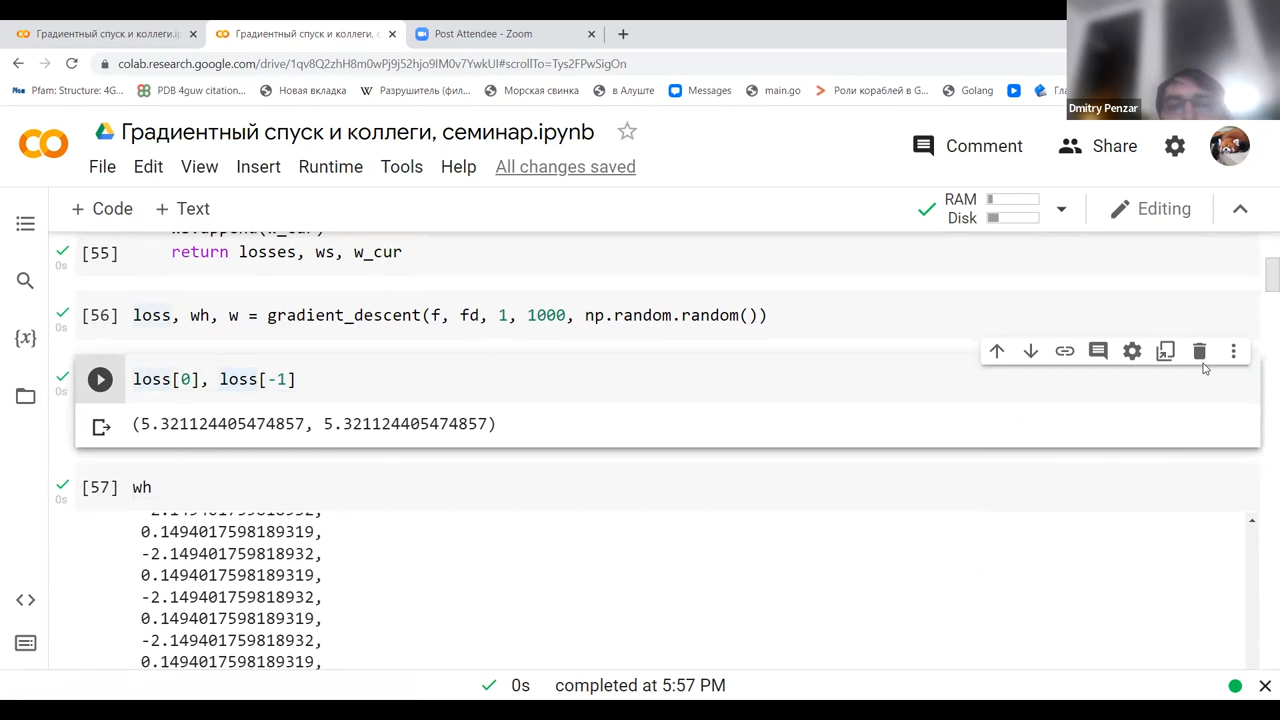 Градиентный спуск и коллеги.i
Градиентный спуск и коллеги, с
Post Attendee - Zoom
colab.research.google.com/drive/1qv8Q2zhH8m0wPj9j52hjo9IM0v7YwkUl#scrollTo=Tys2FPwSigOn
Pfam: Structure: 4G...
PDB 4guw citation...
Новая вкладка
Разрушитель (фил...
Морская свинка
в Алуште
Messages
main.go
Роли кораблей в G...
Golang
Dmitry Penzar
Градиентный спуск и коллеги, семинар.ipynb
Comment
Share
File Edit View Insert Runtime Tools Help All changes saved
+ Code + Text
RAM
Disk
Editing
[55] return losses, ws, w_cur
0s
[56] loss, wh, w = gradient_descent(f, fd, 1, 1000, np.random.random())
0s
loss[0], loss[-1]
0s
(5.321124405474857, 5.321124405474857)
[57] wh
0s
0.1494017598189319,
-2.149401759818932,
0.1494017598189319,
-2.149401759818932,
0.1494017598189319,
-2.149401759818932,
0.1494017598189319,
0s completed at 5:57 PM